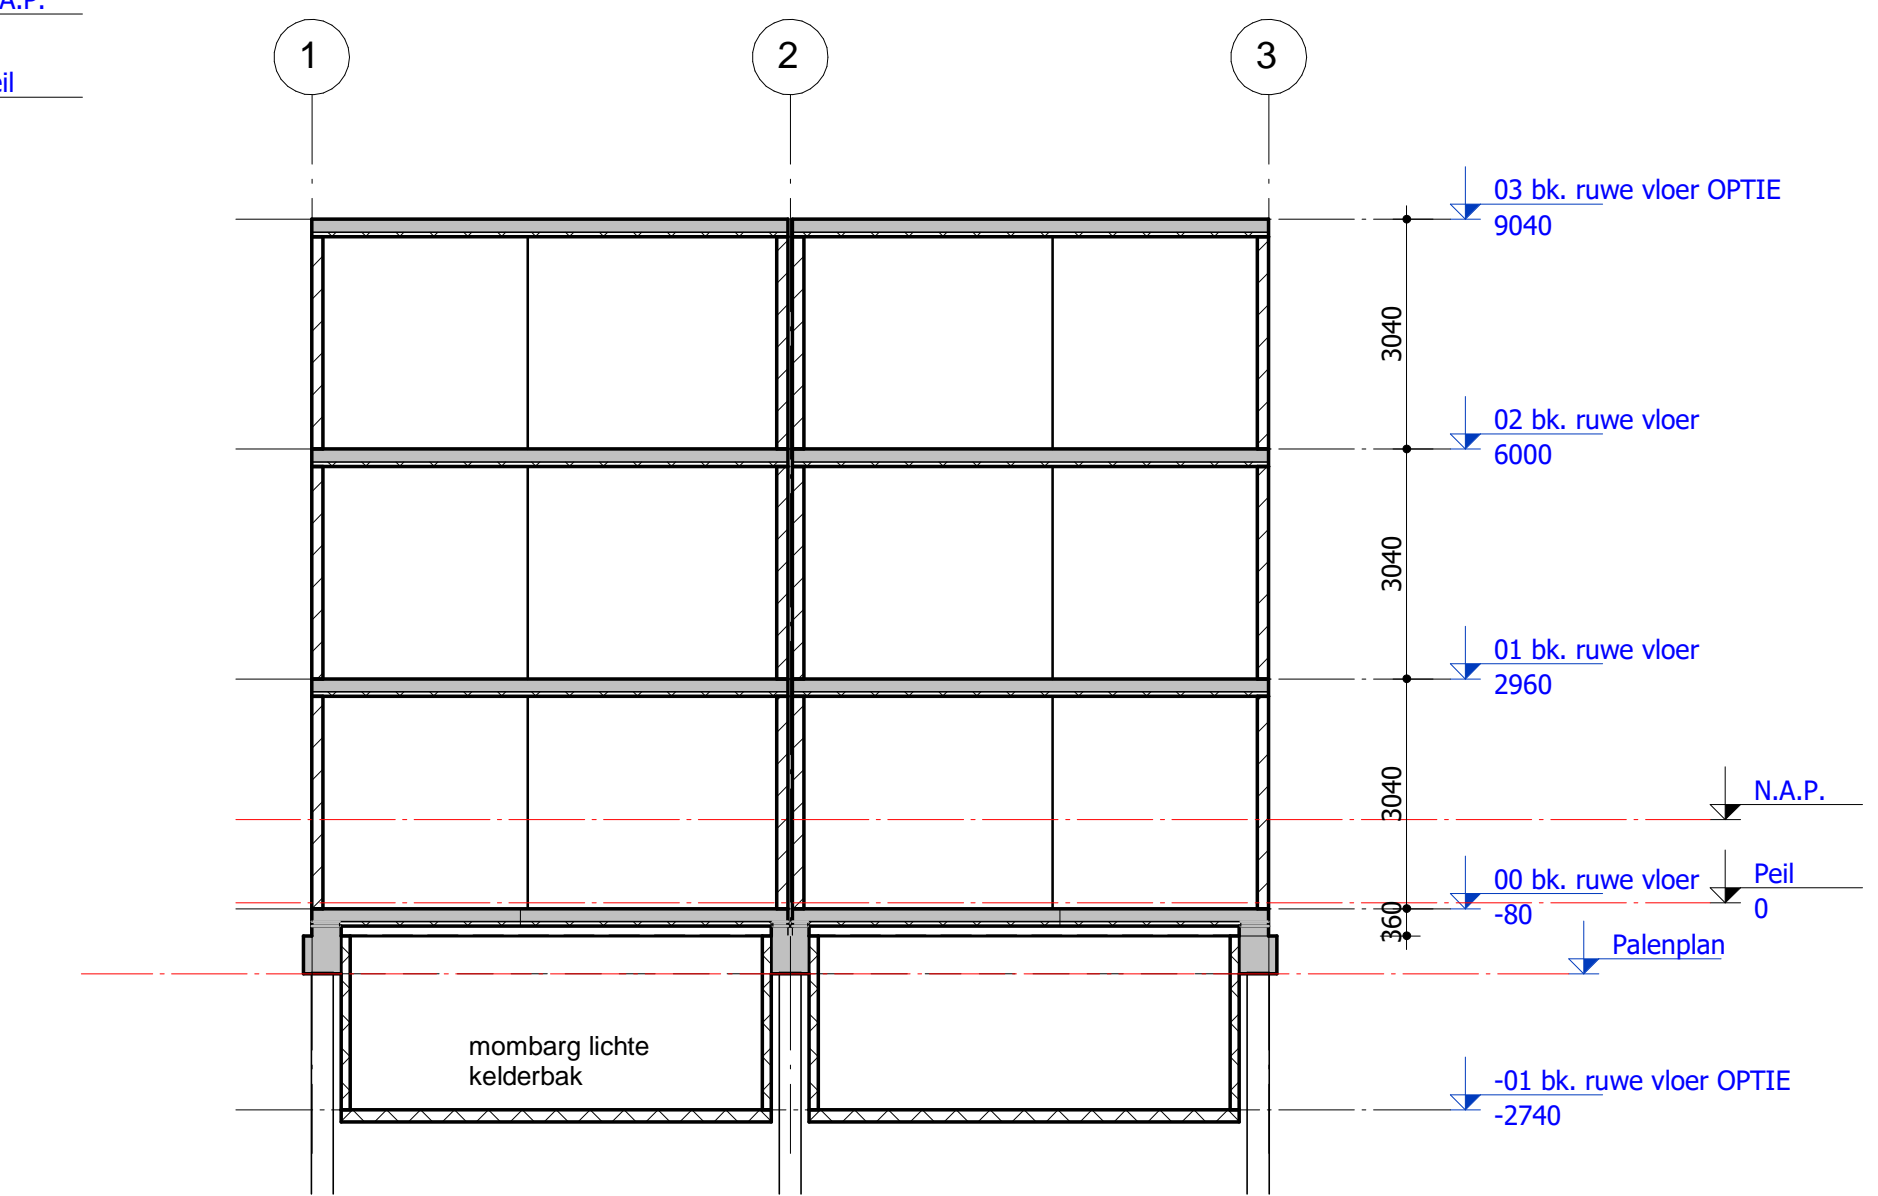 A.P.
eil
1
2
3
03 bk. ruwe vloer OPTIE
9040
3040
02 bk. ruwe vloer
6000
3040
01 bk. ruwe vloer
2960
3040
N.A.P.
00 bk. ruwe vloer
-80
Peil
0
360
Palenplan
mombarg lichte
kelderbak
-01 bk. ruwe vloer OPTIE
-2740